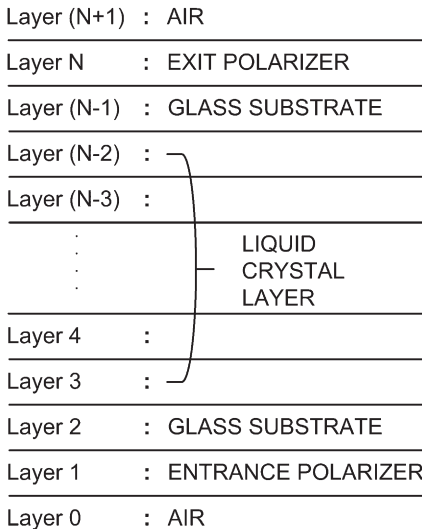 Layer (N+1) : AIR
Layer N : EXIT POLARIZER
Layer (N-1) : GLASS SUBSTRATE
Layer (N-2) :
Layer (N-3) :
LIQUID
CRYSTAL
LAYER
Layer 4 :
Layer 3 :
Layer 2 : GLASS SUBSTRATE
Layer 1 : ENTRANCE POLARIZER
Layer 0 : AIR